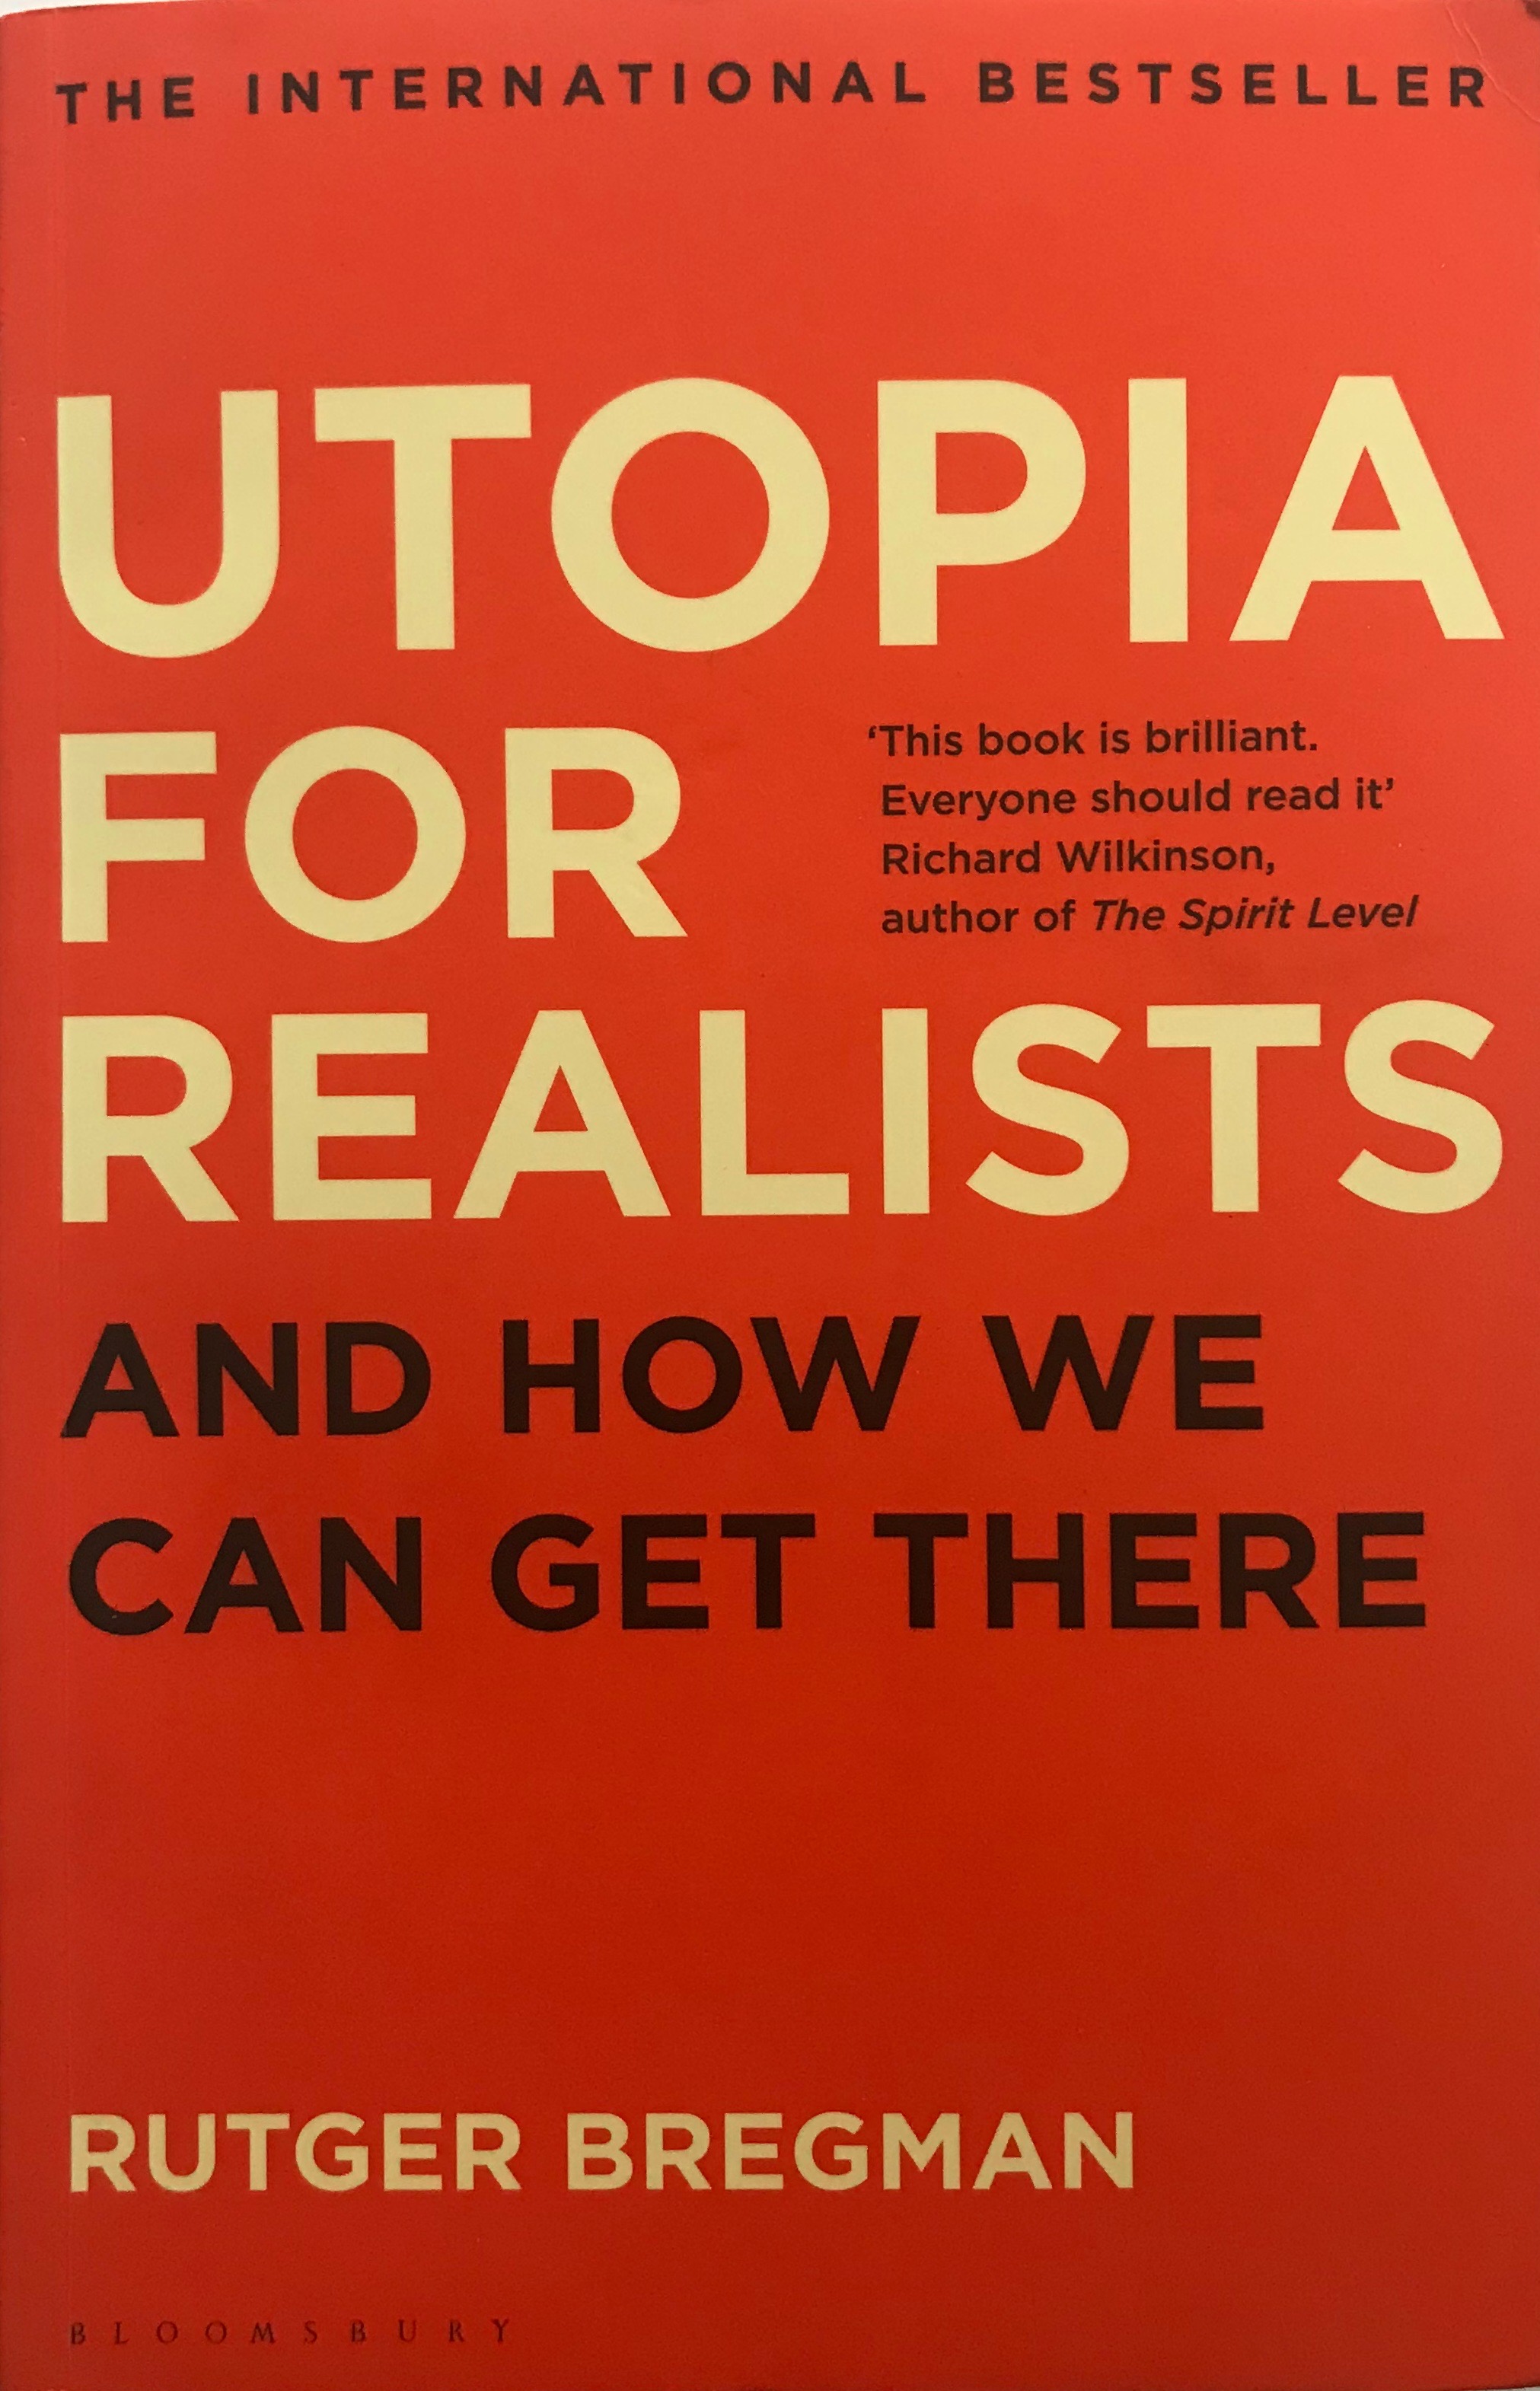 THE INTERNATIONAL BESTSELLER
UTOPIA
FOR
REALISTS
‘This book is brilliant.
Everyone should read it’
Richard Wilkinson,
author of The Spirit Level
AND HOW WE
CAN GET THERE
RUTGER BREGMAN
BLOOMSBURY